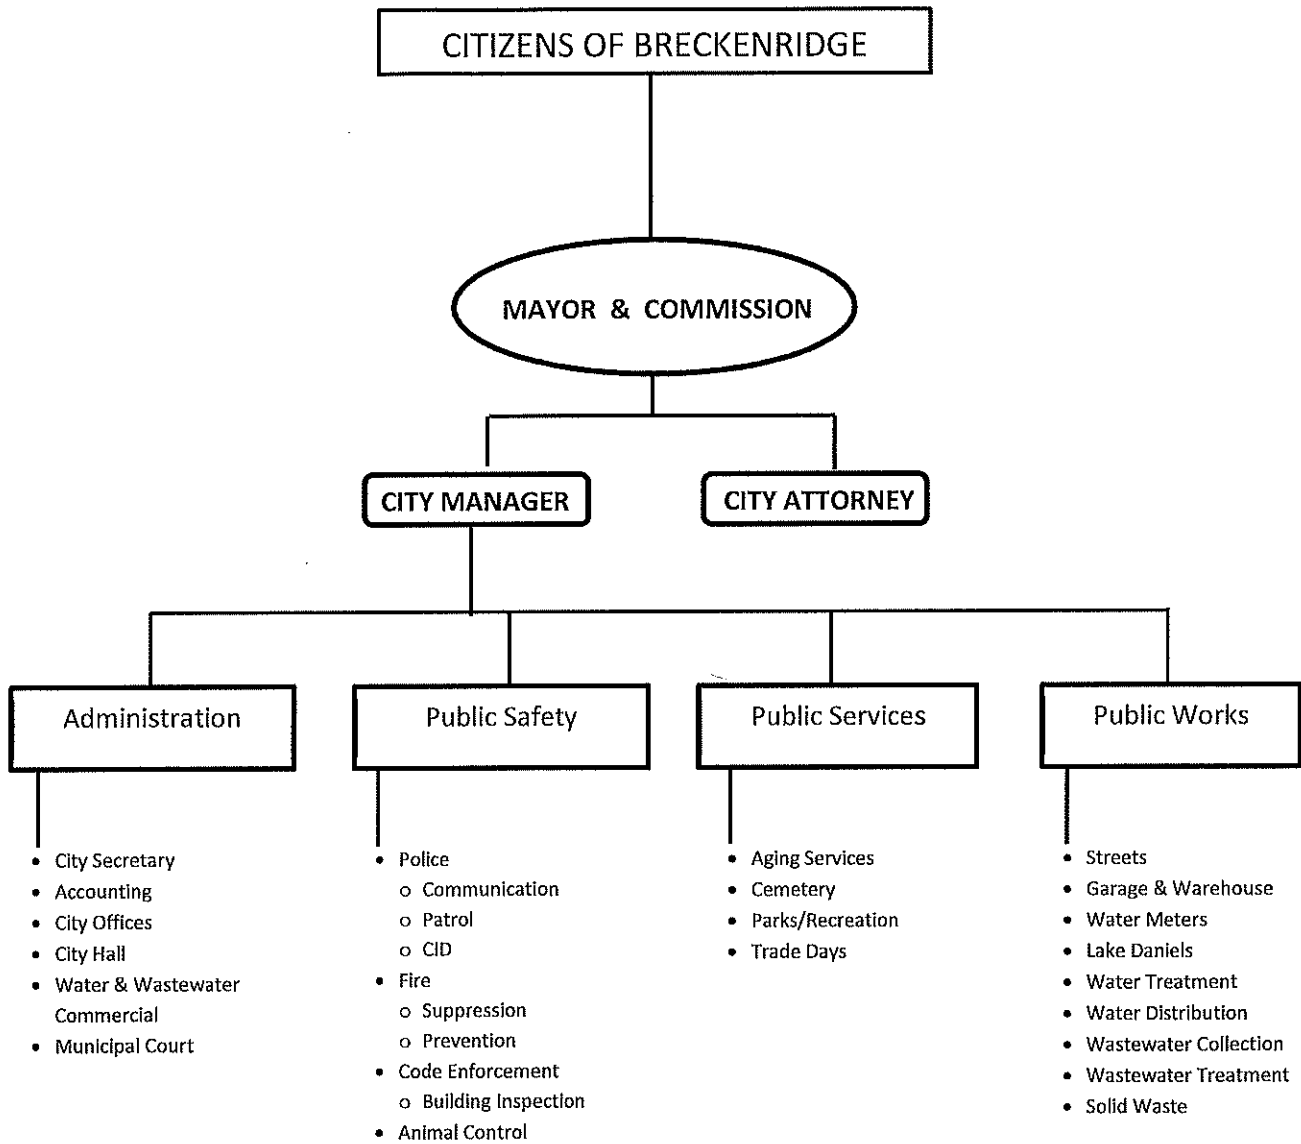 CITIZENS OF BRECKENRIDGE
MAYOR & COMMISSION
CITY MANAGER
CITY ATTORNEY
Administration
• City Secretary
• Accounting
• City Offices
• City Hall
• Water & Wastewater
Commercial
• Municipal Court
Public Safety
• Police
o Communication
o Patrol
o CID
• Fire
o Suppression
o Prevention
• Code Enforcement
o Building Inspection
• Animal Control
Public Services
• Aging Services
• Cemetery
• Parks/Recreation
• Trade Days
Public Works
• Streets
• Garage & Warehouse
• Water Meters
• Lake Daniels
• Water Treatment
• Water Distribution
• Wastewater Collection
• Wastewater Treatment
• Solid Waste